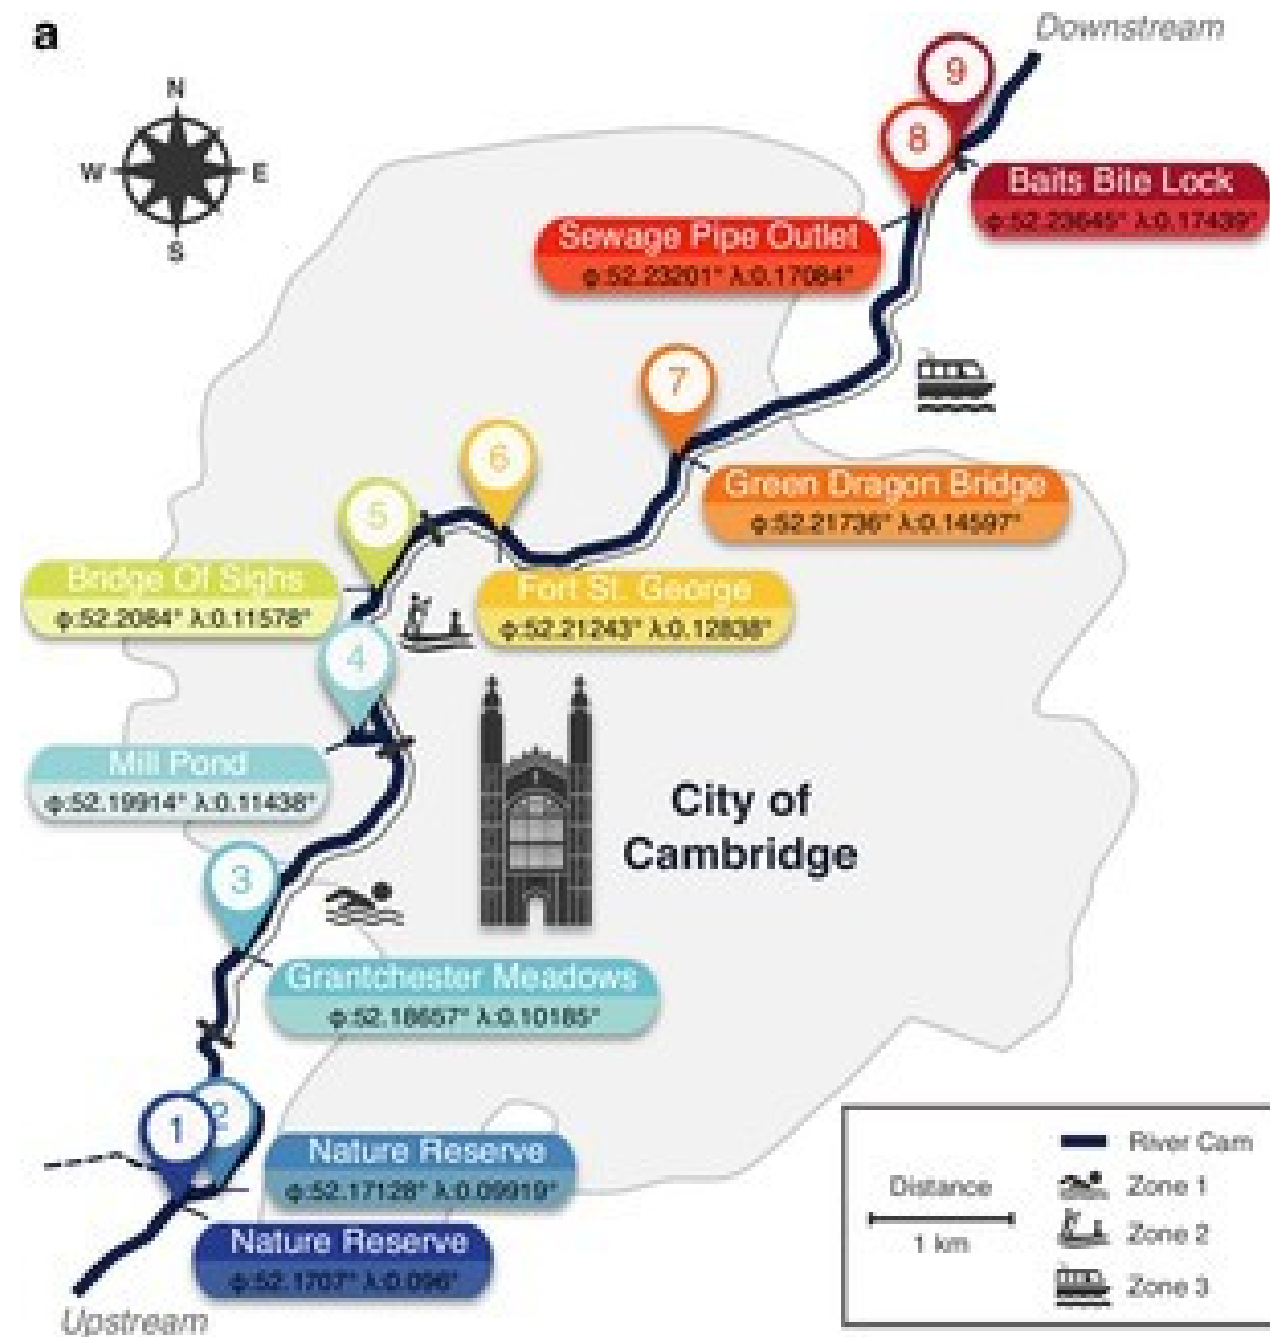 a
Downstream
N
W E
S
9
8
Baits Bite Lock
φ:52.23645° λ:0.17439°
Sewage Pipe Outlet
φ:52.23201° λ:0.17084°
7
6
Green Dragon Bridge
φ:52.21736° λ:0.14597°
5
Bridge Of Sighs
φ:52.2084° λ:0.11578°
Fort St. George
φ:52.21243° λ:0.12838°
4
Mill Pond
φ:52.19914° λ:0.11438°
City of
Cambridge
3
Grantchester Meadows
φ:52.18657° λ:0.10185°
1
2
Nature Reserve
φ:52.17128° λ:0.09919°
Nature Reserve
φ:52.1707° λ:0.096°
Upstream
Distance
1 km
River Cam
Zone 1
Zone 2
Zone 3